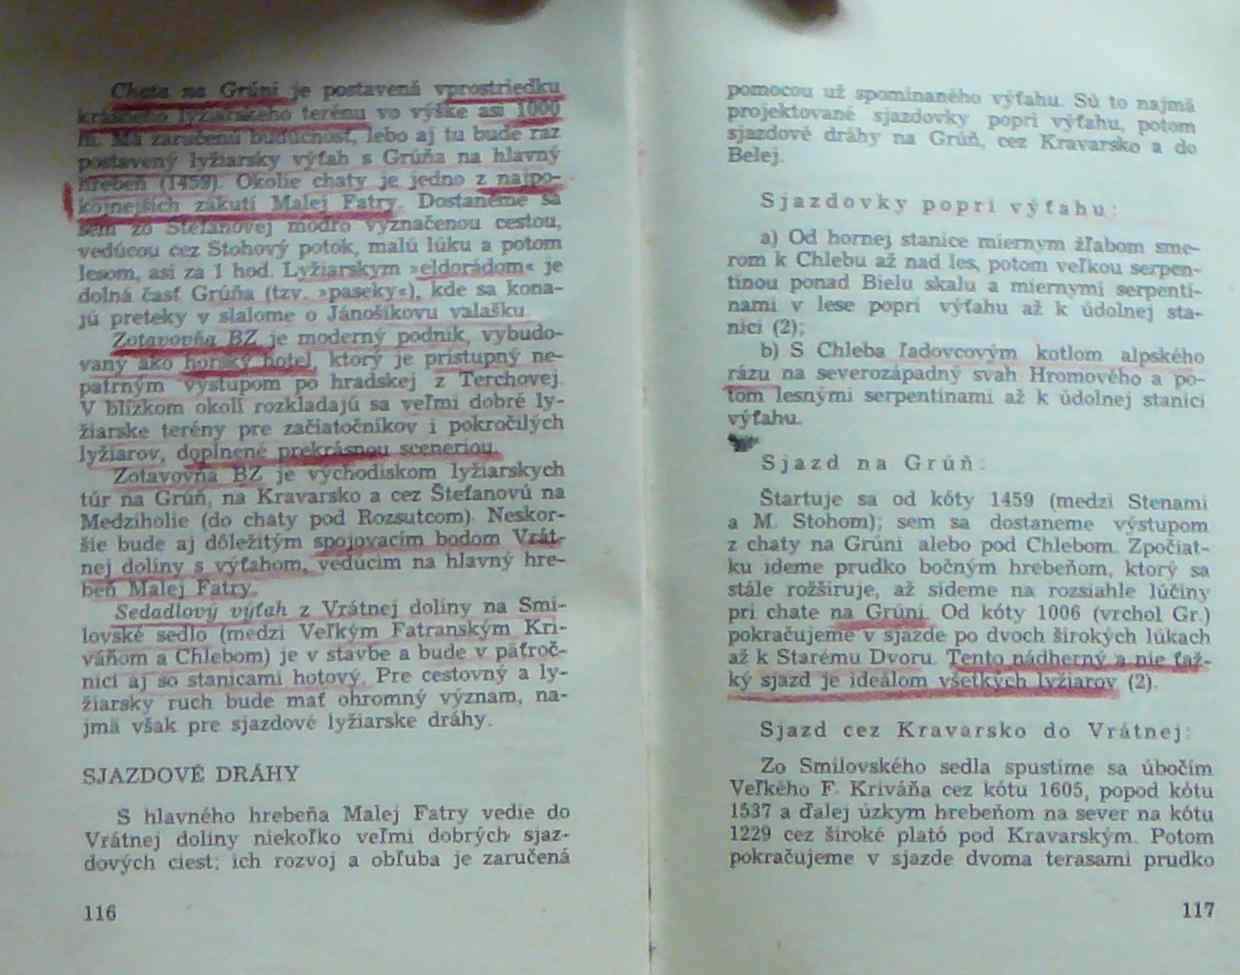 Chata na Grúni je postavená vprostriedku
krásneho lyžiarskeho terénu vo výške asi 1000
m. Má zaručenú budúcnosť, lebo aj tu bude raz
postavený lyžiarsky výťah s Grúňa na hlavný
hrebeň (1459). Okolie chaty je jedno z najpo-
kojnejších zákutí Malej Fatry. Dostaneme sa
sem zo Štefanovej modro vyznačenou cestou,
vedúcou cez Stohový potok, malú lúku a potom
lesom, asi za 1 hod. Lyžiarskym »eldorádom« je
dolná časť Grúňa (tzv. »paseky«), kde sa kona-
jú preteky v slalome o Jánošíkovu valašku.
Zotavovňa BZ je moderný podnik, vybudo-
vaný ako horský hotel, ktorý je prístupný ne-
patrným výstupom po hradskej z Terchovej.
V blízkom okolí rozkladajú sa veľmi dobré ly-
žiarske terény pre začiatočníkov i pokročilých
lyžiarov, doplnené prekrásnou sceneriou.
Zotavovňa BZ je východiskom lyžiarskych
túr na Grúň, na Kravarsko a cez Štefanovú na
Medziholie (do chaty pod Rozsutcom). Neskor-
šie bude aj dôležitým spojovacím bodom Vrát-
nej doliny s výťahom, vedúcim na hlavný hre-
beň Malej Fatry.
Sedadlový výťah z Vrátnej doliny na Smi-
lovské sedlo (medzi Veľkým Fatranským Kri-
váňom a Chlebom) je v stavbe a bude v päťroč-
nici aj so stanicami hotový. Pre cestovný a ly-
žiarsky ruch bude mať ohromný význam, na-
jmä však pre sjazdové lyžiarske dráhy.
SJAZDOVÉ DRÁHY
S hlavného hrebeňa Malej Fatry vedie do
Vrátnej doliny niekoľko veľmi dobrých sjaz-
dových ciest; ich rozvoj a obľuba je zaručená
116
pomocou už spomínaného výťahu. Sú to najmä
projektované sjazdovky popri výťahu, potom
sjazdové dráhy na Grúň, cez Kravarsko a do
Belej.
Sjazdovky popri výťahu:
a) Od hornej stanice miernym žľabom sme-
rom k Chlebu až nad les, potom veľkou serpen-
tínou ponad Bielu skalu a miernymi serpentí-
nami v lese popri výťahu až k údolnej sta-
nici (2);
b) S Chleba ľadovcovým kotlom alpského
rázu na severozápadný svah Hromového a po-
tom lesnými serpentínami až k údolnej stanici
výťahu.
Sjazd na Grúň:
Štartuje sa od kóty 1459 (medzi Stenami
a M. Stohom); sem sa dostaneme výstupom
z chaty na Grúni alebo pod Chlebom. Zpočiat-
ku ideme prudko bočným hrebeňom, ktorý sa
stále rožširuje, až sídeme na rozsiahle lúčiny
pri chate na Grúni. Od kóty 1006 (vrchol Gr.)
pokračujeme v sjazde po dvoch širokých lúkach
až k Starému Dvoru. Tento nádherný a nie ťaž-
ký sjazd je ideálom všetkých lyžiarov (2).
Sjazd cez Kravarsko do Vrátnej:
Zo Smilovského sedla spustíme sa úbočím
Veľkého F. Kriváňa cez kótu 1605, popod kótu
1537 a ďalej úzkym hrebeňom na sever na kótu
1229 cez široké plató pod Kravarským. Potom
pokračujeme v sjazde dvoma terasami prudko
117